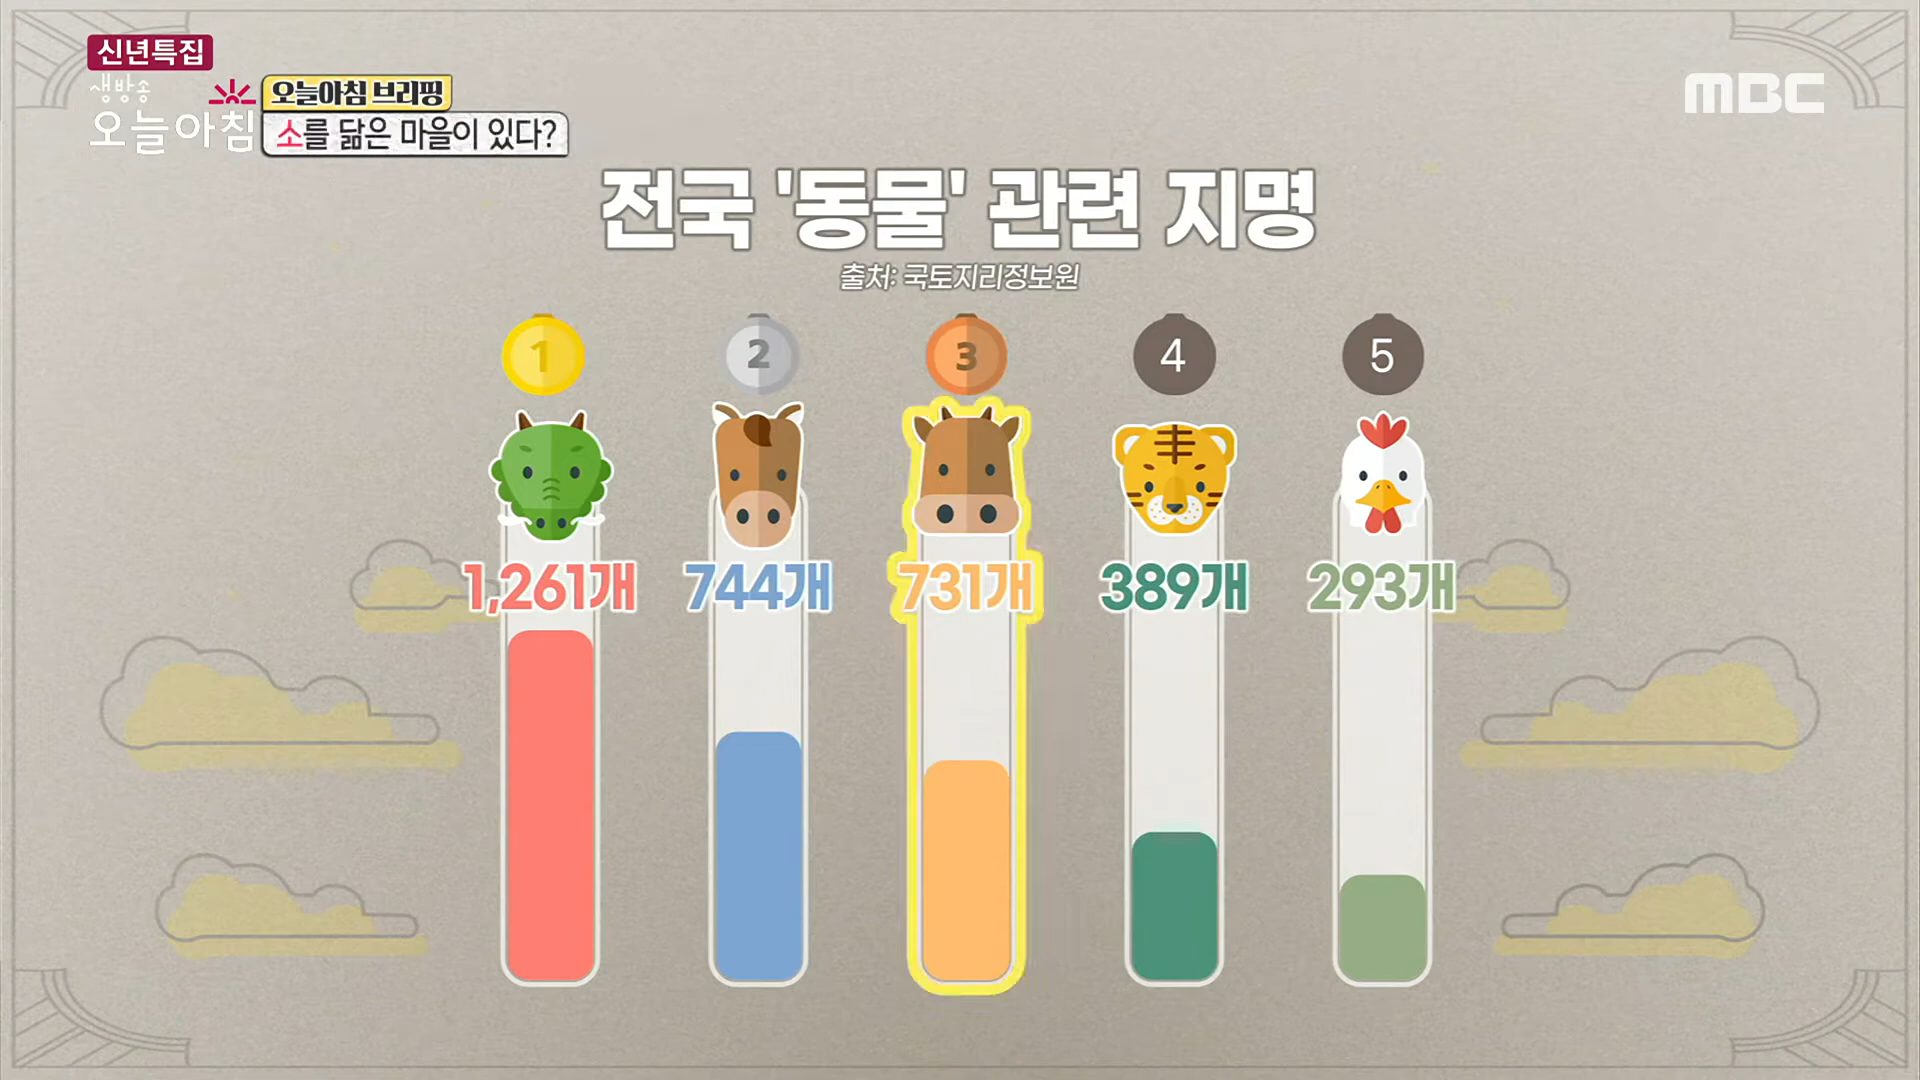 신년특집
생방송
오늘아침
오늘아침 브리핑
소를 닮은 마을이 있다?
MBC
전국 '동물' 관련 지명
출처: 국토지리정보원
1 2 3 4 5
1,261개 744개 731개 389개 293개